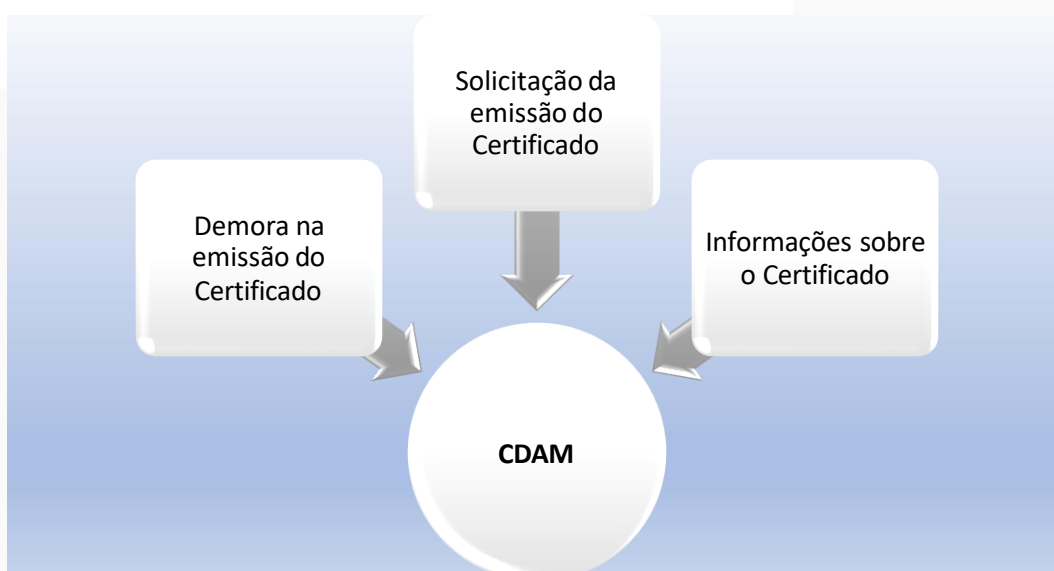 Solicitação da
emissão do
Certificado
Demora na
emissão do
Certificado
Informações sobre
o Certificado
CDAM